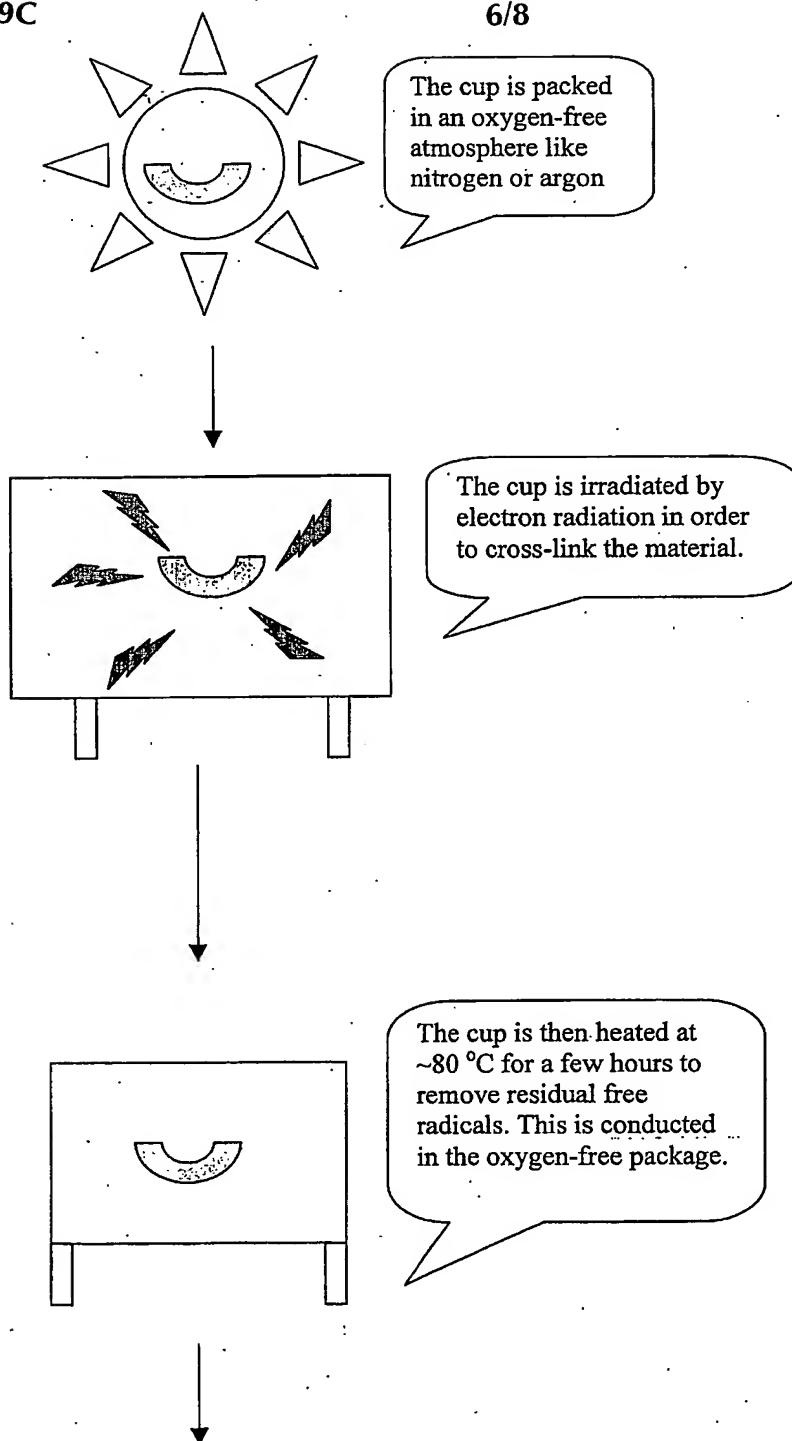 9C
6/8
The cup is packed
in an oxygen-free
atmosphere like
nitrogen or argon
The cup is irradiated by
electron radiation in order
to cross-link the material.
The cup is then heated at
~80 °C for a few hours to
remove residual free
radicals. This is conducted
in the oxygen-free package.